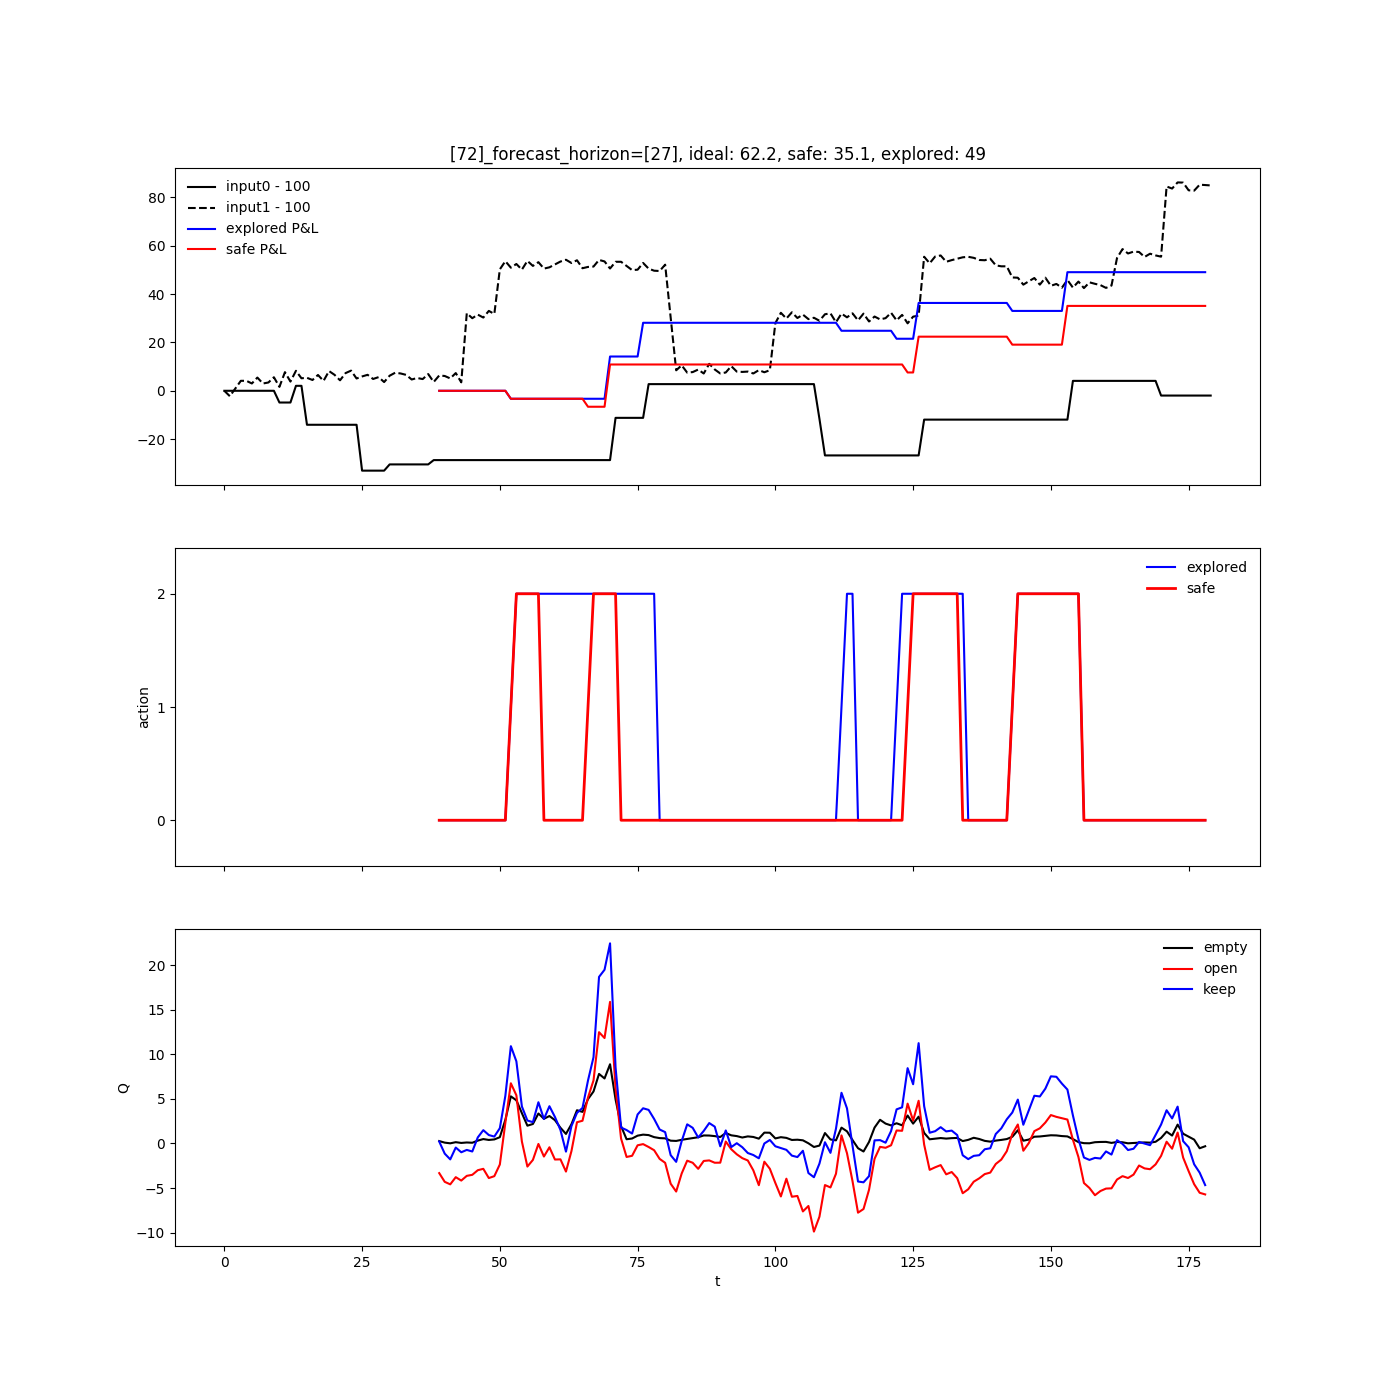 [72]_forecast_horizon=[27], ideal: 62.2, safe: 35.1, explored: 49
input0 - 100
input1 - 100
explored P&L
safe P&L
80
60
40
20
0
−20
explored
safe
2
1
0
action
empty
open
keep
20
15
10
5
0
−5
−10
Q
0 25 50 75 100 125 150 175
t